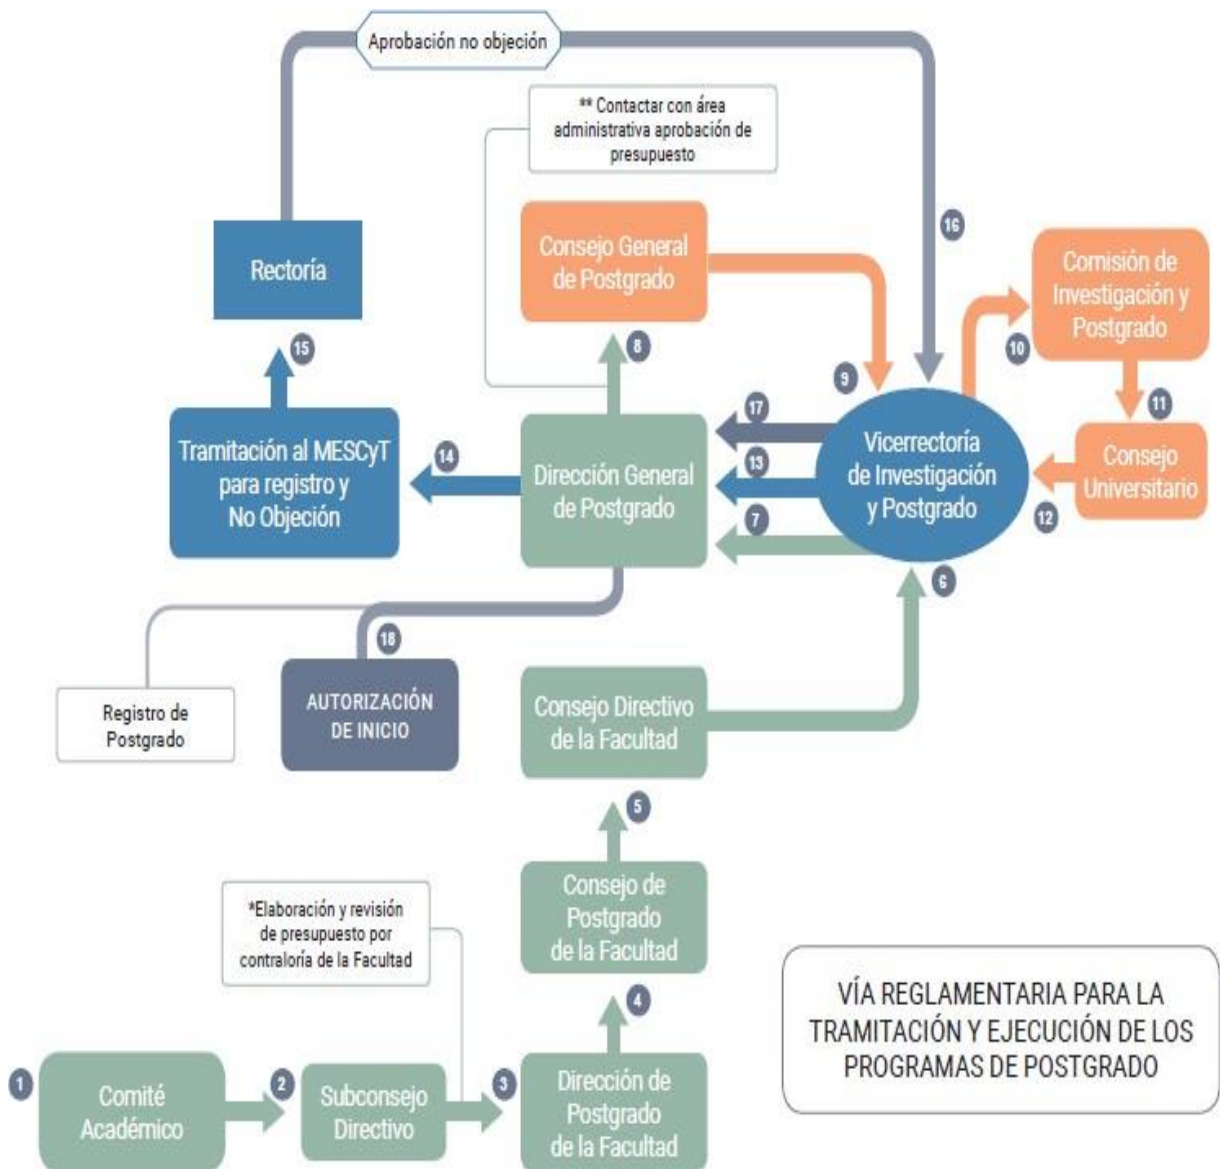 Aprobación no objeción
** Contactar con área
administrativa aprobación de
presupuesto
16
Rectoría
Consejo General
de Postgrado
Comisión de
Investigación y
Postgrado
15
8
10
9
11
17
Tramitación al MESCyT
para registro y
No Objeción
14
Dirección General
de Postgrado
13
7
Vicerrectoría
de Investigación
y Postgrado
Consejo
Universitario
12
6
18
Registro de
Postgrado
AUTORIZACIÓN
DE INICIO
Consejo Directivo
de la Facultad
5
*Elaboración y revisión
de presupuesto por
contraloría de la Facultad
Consejo de
Postgrado
de la Facultad
4
VÍA REGLAMENTARIA PARA LA
TRAMITACIÓN Y EJECUCIÓN DE LOS
PROGRAMAS DE POSTGRADO
1
Comité
Académico
2
Subconsejo
Directivo
3
Dirección de
Postgrado
de la Facultad